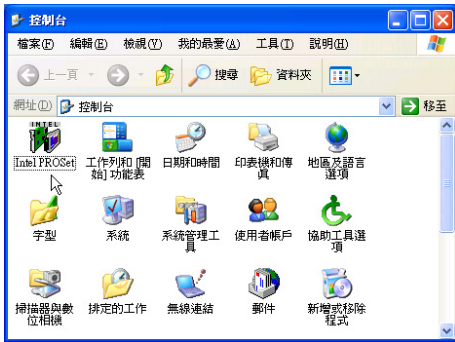 控制台
檔案(F) 編輯(E) 檢視(V) 我的最愛(A) 工具(T) 說明(H)
上一頁 搜尋 資料夾
網址(D) 控制台 移至
INTEL
Intel PROSet 工作列和 [開 日期和時間 印表機和傳 地區及語言
始] 功能表 真 選項
字型 系統 系統管理工 使用者帳戶 協助工具選
具 項
掃描器與數 排定的工作 無線連結 郵件 新增或移除
位相機 程式